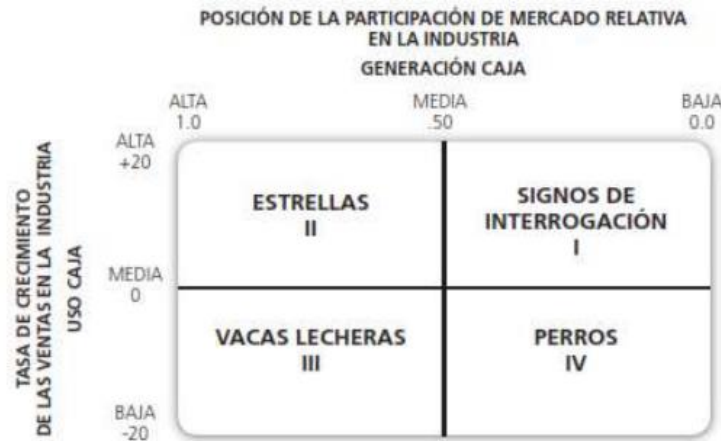 POSICIÓN DE LA PARTICIPACIÓN DE MERCADO RELATIVA
EN LA INDUSTRIA
GENERACIÓN CAJA
ALTA
1.0
MEDIA
.50
BAJA
0.0
TASA DE CRECIMIENTO
DE LAS VENTAS EN LA INDUSTRIA
USO CAJA
ALTA
+20
ESTRELLAS
II
SIGNOS DE
INTERROGACIÓN
I
MEDIA
0
VACAS LECHERAS
III
PERROS
IV
BAJA
-20